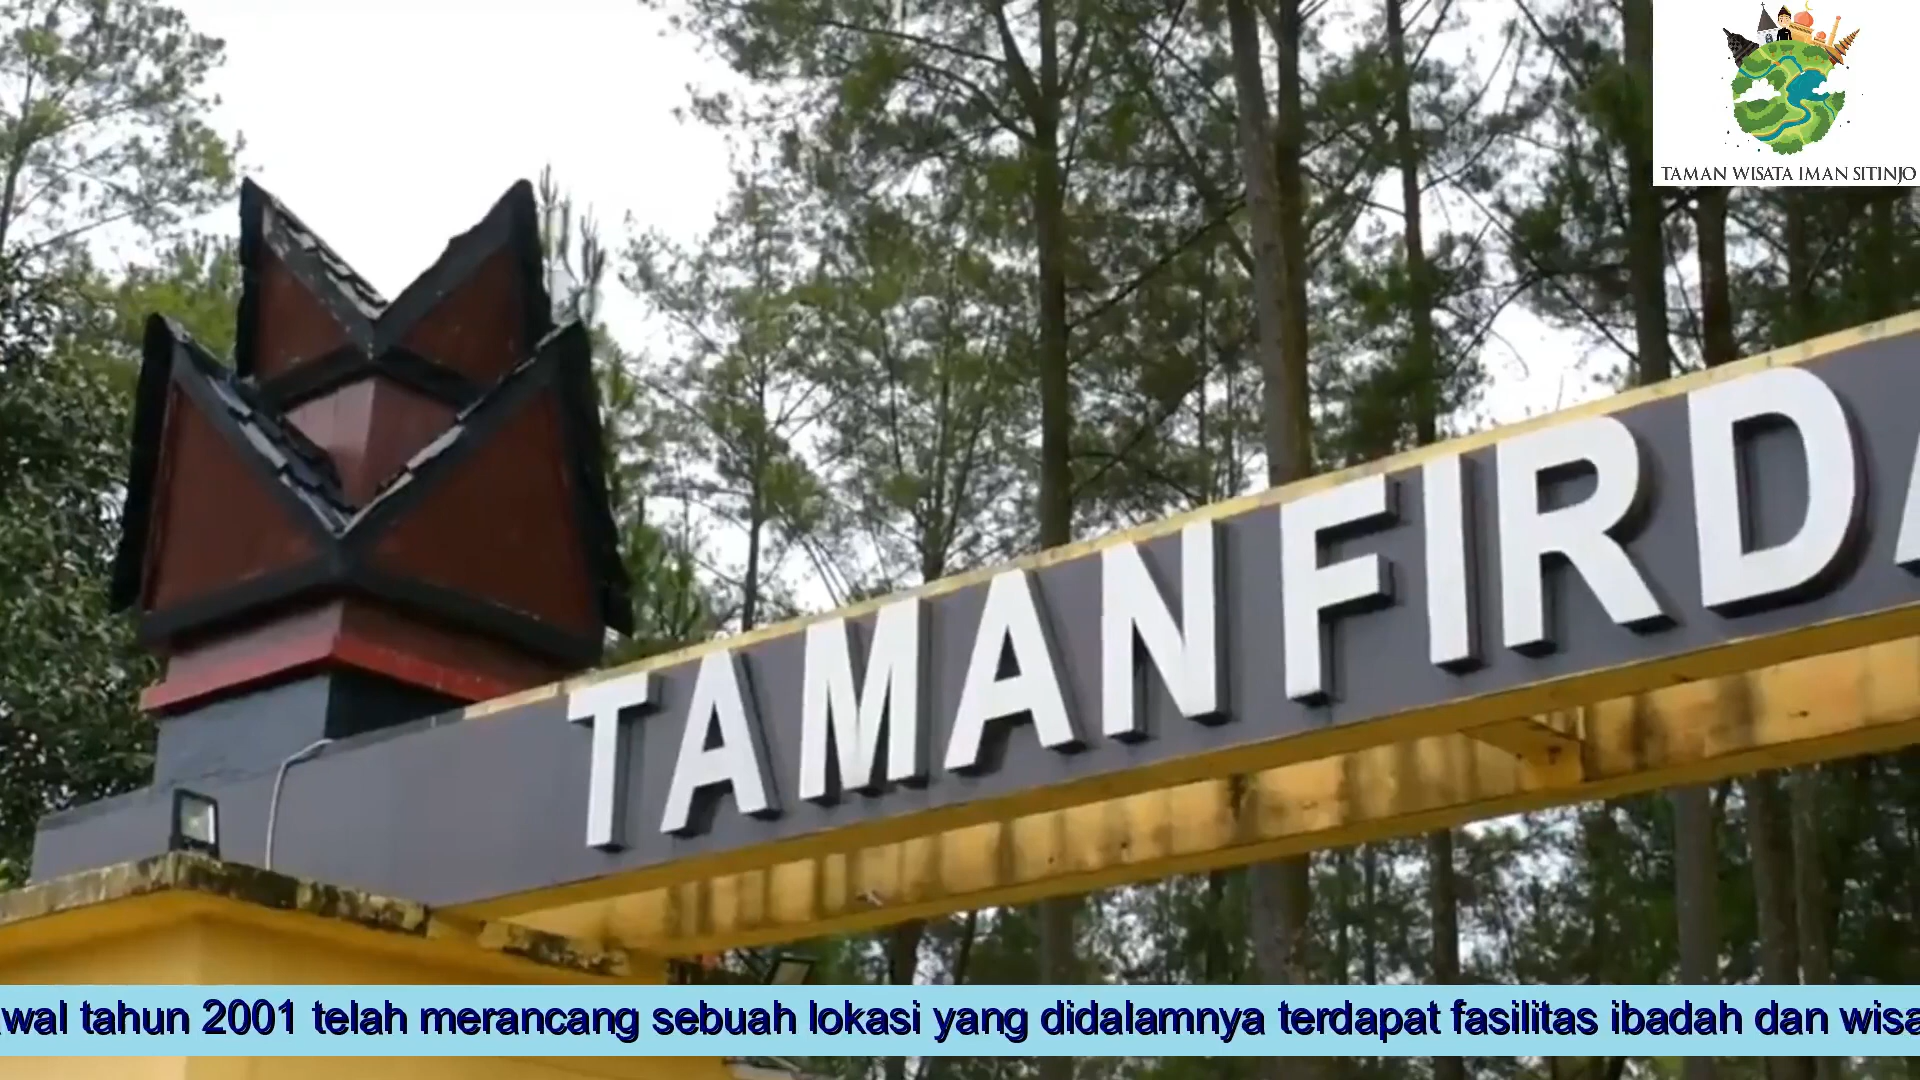 TAMAN WISATA IMAN SITINJO
TAMAN FIRDA
wal tahun 2001 telah merancang sebuah lokasi yang didalamnya terdapat fasilitas ibadah dan wisa